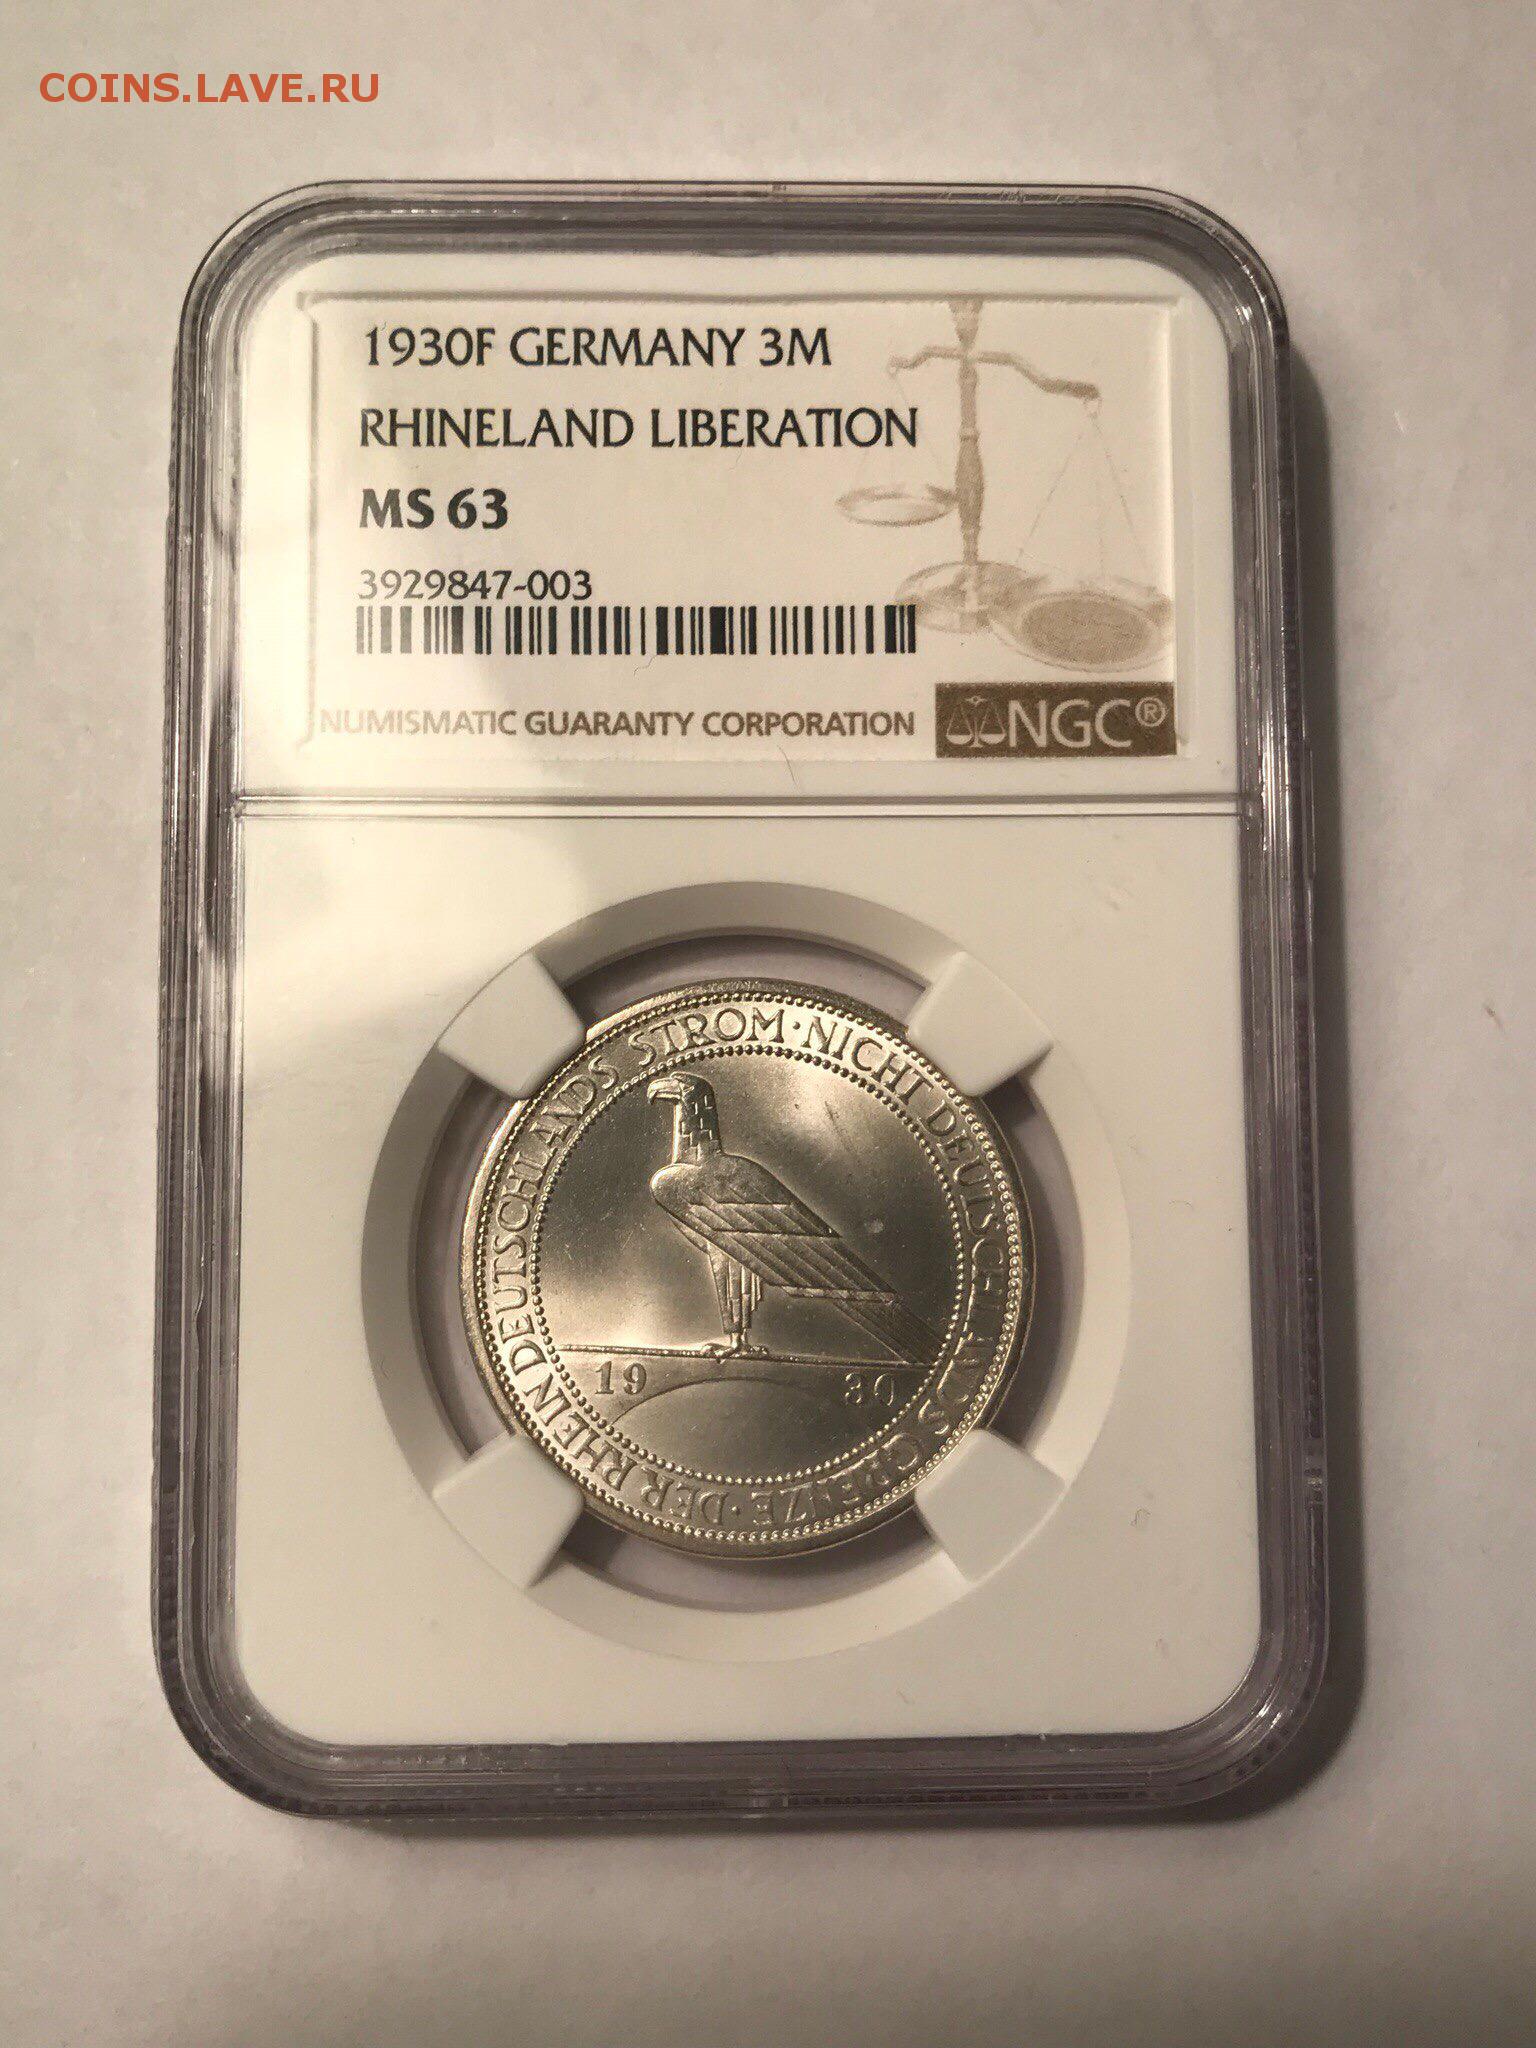 COINS.LAVE.RU
1930F GERMANY 3M
RHINELAND LIBERATION
MS 63
3929847-003
NUMISMATIC GUARANTY CORPORATION
NGC®
DER RHEIN DEUTSCHLANDS STROM · NICHT DEUTSCHLANDS GRENZE ·
19 30